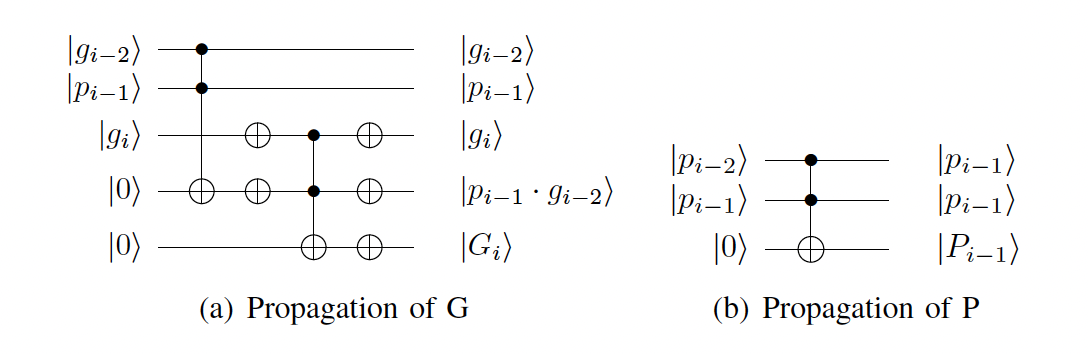 |g_{i−2}⟩ |g_{i−2}⟩
|p_{i−1}⟩ |p_{i−1}⟩
|g_i⟩ |g_i⟩
|0⟩ |p_{i−1} · g_{i−2}⟩
|0⟩ |G_i⟩
(a) Propagation of G
|p_{i−2}⟩ |p_{i−1}⟩
|p_{i−1}⟩ |p_{i−1}⟩
|0⟩ |P_{i−1}⟩
(b) Propagation of P